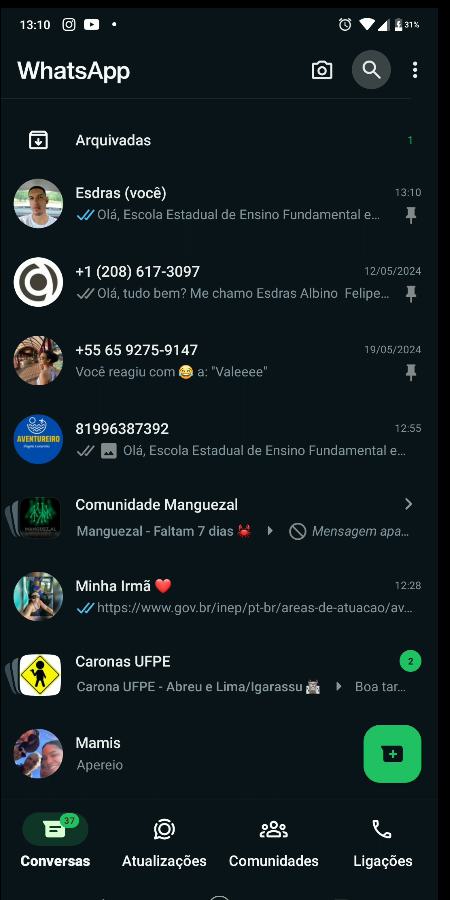 13:10
31%
WhatsApp
Arquivadas
1
Esdras (você)
13:10
Olá, Escola Estadual de Ensino Fundamental e...
+1 (208) 617-3097
12/05/2024
Olá, tudo bem? Me chamo Esdras Albino Felipe...
+55 65 9275-9147
19/05/2024
Você reagiu com 😂 a: "Valeeee"
AVENTUREIRO
81996387392
12:55
Olá, Escola Estadual de Ensino Fundamental e...
MANGUEZAL
Comunidade Manguezal
Manguezal - Faltam 7 dias 🦀
Mensagem apa...
Minha Irmã ❤️
12:28
https://www.gov.br/inep/pt-br/areas-de-atuacao/av...
Caronas UFPE
2
Carona UFPE - Abreu e Lima/Igarassu
Boa tar...
Mamis
Apereio
37
Conversas Atualizações Comunidades Ligações